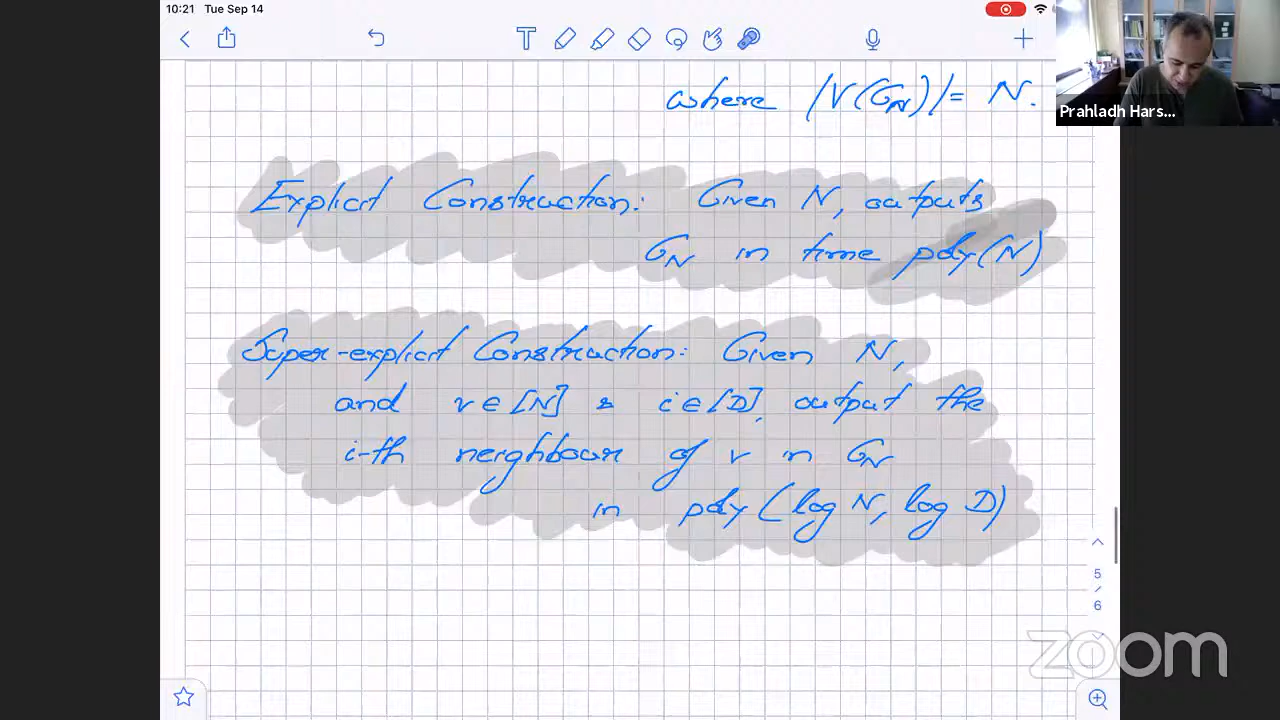 10:21 Tue Sep 14
where |V(G_N)| = N.
Prahladh Hars...
Explicit Construction: Given N, outputs
G_N in time poly(N)
Super-explicit Construction: Given N,
and v∈[N] & i∈[D], output the
i-th neighbour of v in G_N
in poly(log N, log D)
5
/
6
zoom